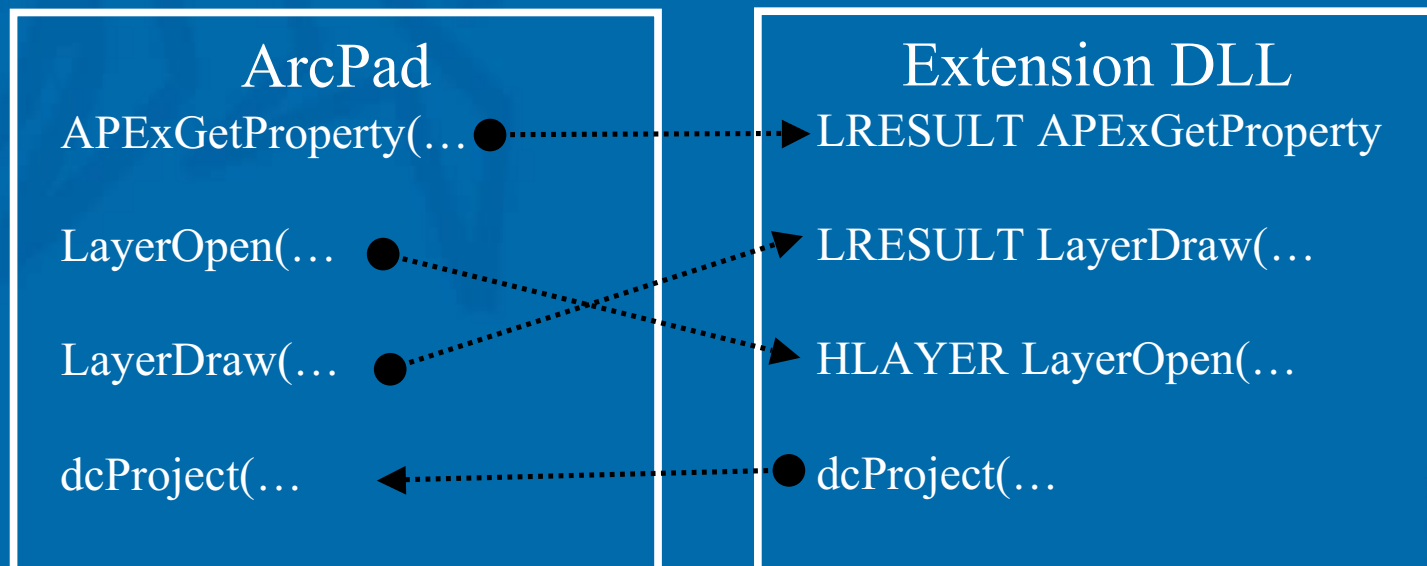 ArcPad
APExGetProperty(…
LayerOpen(…
LayerDraw(…
dcProject(…
Extension DLL
LRESULT APExGetProperty
LRESULT LayerDraw(…
HLAYER LayerOpen(…
dcProject(…